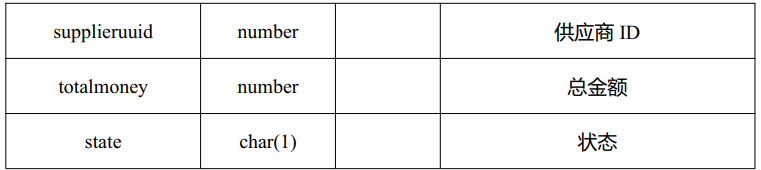 supplieruuid number 供应商 ID
totalmoney number 总金额
state char(1) 状态